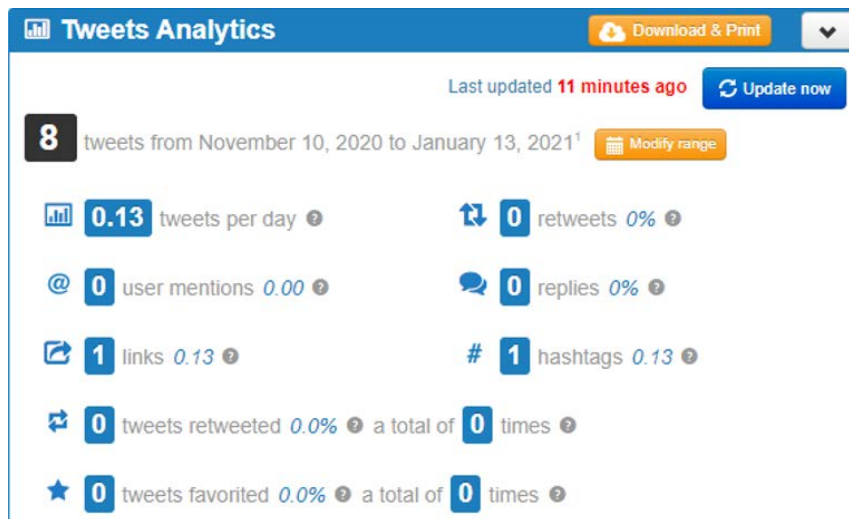 Tweets Analytics Download & Print
Last updated 11 minutes ago Update now
8 tweets from November 10, 2020 to January 13, 2021¹ Modify range
0.13 tweets per day ? 0 retweets 0% ?
@ 0 user mentions 0.00 ? 0 replies 0% ?
1 links 0.13 ? # 1 hashtags 0.13 ?
0 tweets retweeted 0.0% ? a total of 0 times ?
0 tweets favorited 0.0% ? a total of 0 times ?